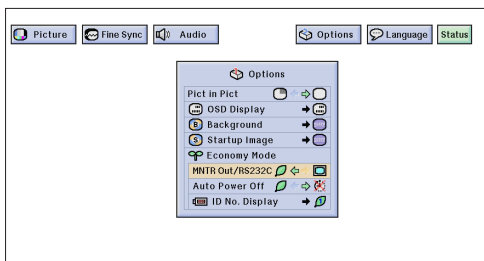 Picture Fine Sync Audio Options Language Status
Options
Pict in Pict
OSD Display
B Background
S Startup Image
Economy Mode
MNTR Out/RS232C
Auto Power Off
ID No. Display 1